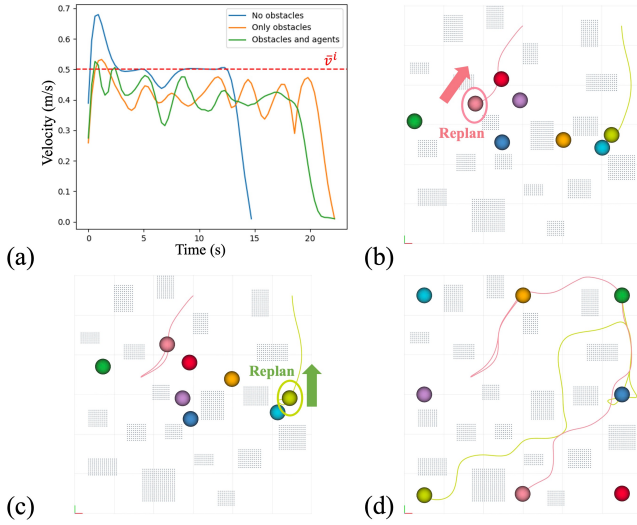 0.7
0.6
0.5
0.4
0.3
0.2
0.1
0.0
Velocity (m/s)
No obstacles
Only obstacles
Obstacles and agents
v̄ⁱ
0
5
10
15
20
Time (s)
(a)
Replan
(b)
Replan
(c)
(d)